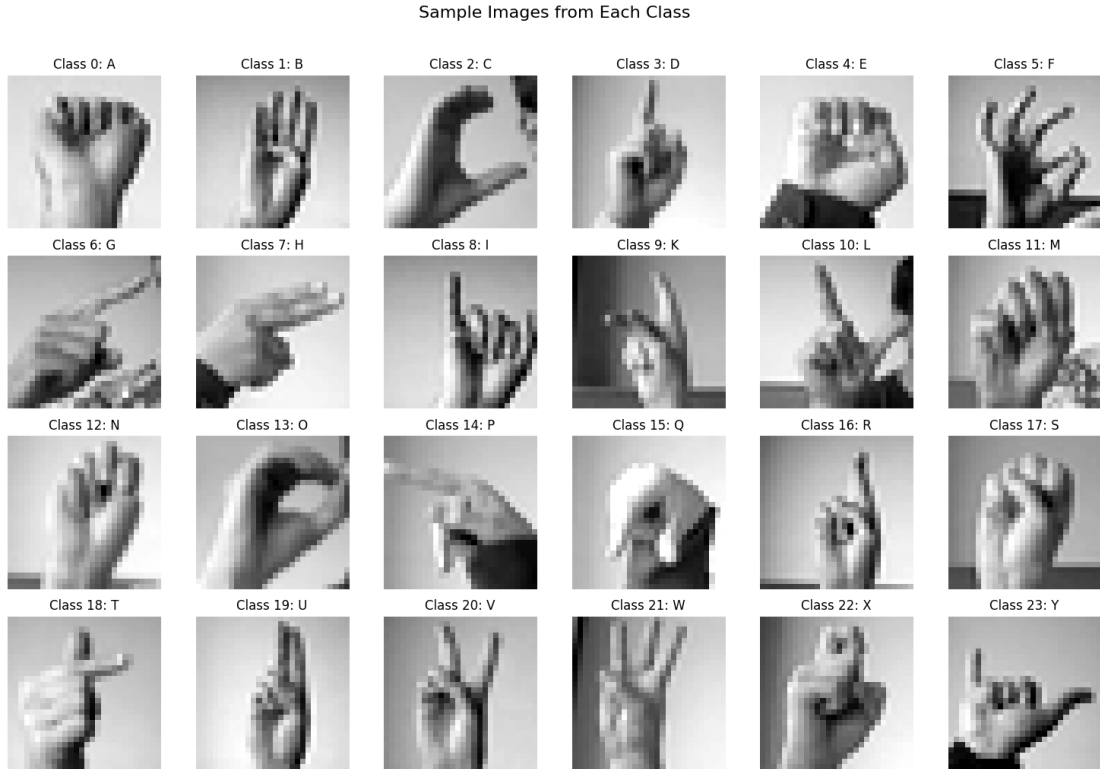 Sample Images from Each Class
Class 0: A
Class 1: B
Class 2: C
Class 3: D
Class 4: E
Class 5: F
Class 6: G
Class 7: H
Class 8: I
Class 9: K
Class 10: L
Class 11: M
Class 12: N
Class 13: O
Class 14: P
Class 15: Q
Class 16: R
Class 17: S
Class 18: T
Class 19: U
Class 20: V
Class 21: W
Class 22: X
Class 23: Y